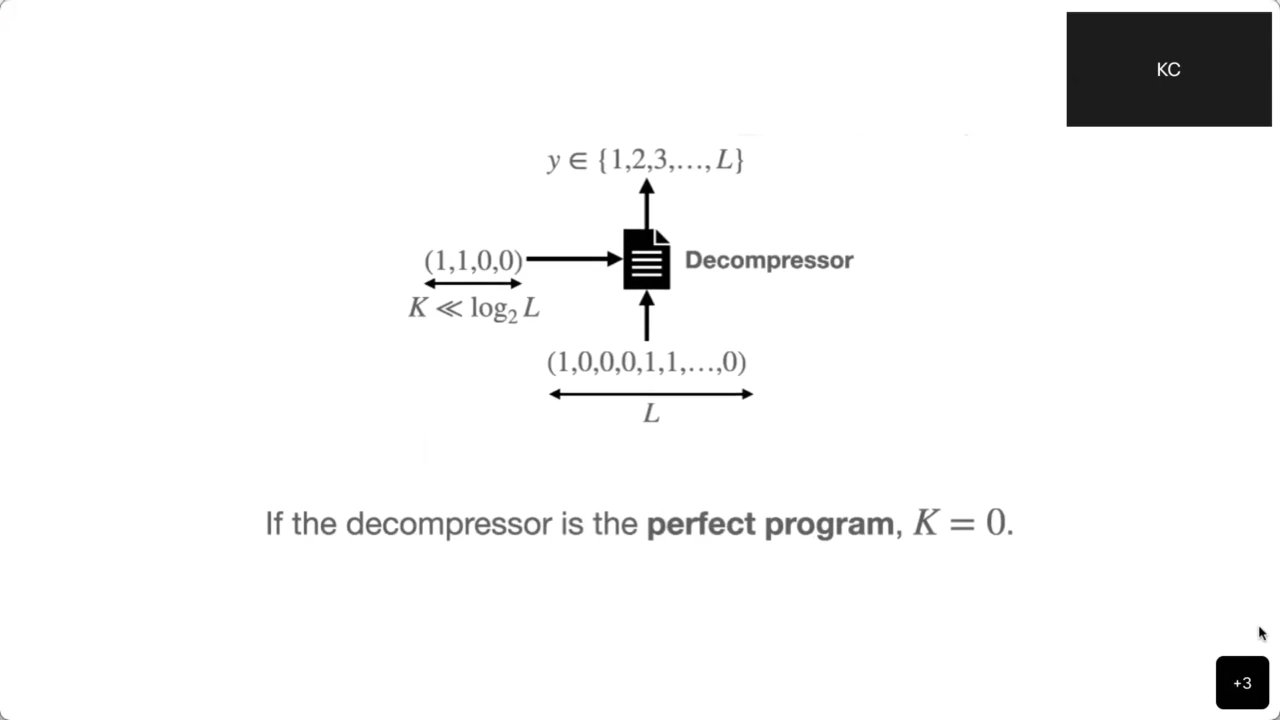 KC
y ∈ {1,2,3,…, L}
(1,1,0,0)
Decompressor
K ≪ log₂ L
(1,0,0,0,1,1,…,0)
L
If the decompressor is the perfect program, K = 0.
+3